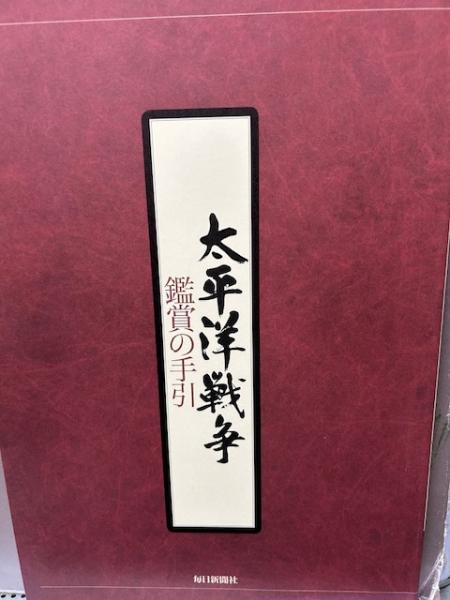 太平洋戦争
鑑賞の手引
毎日新聞社